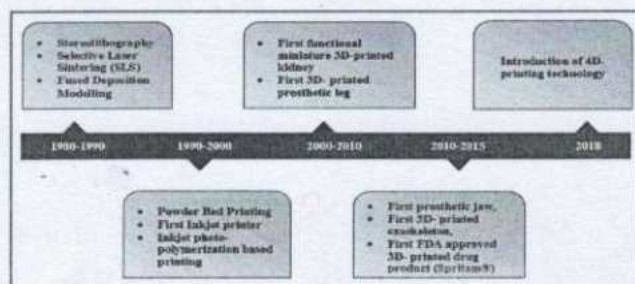 • Stereolithography
• Selective Laser
Sintering (SLS)
• Fused Deposition
Modelling
• First functional
miniature 3D-printed
kidney
• First 3D- printed
prosthetic leg
Introduction of 4D-
printing technology
1980-1990
1990-2000
2000-2010
2010-2015
2018
• Powder Bed Printing
• First Inkjet printer
• Inkjet photo-
polymerization based
printing
• First prosthetic jaw,
• First 3D- printed
exoskeleton,
• First FDA approved
3D- printed drug
product (Spritam®)